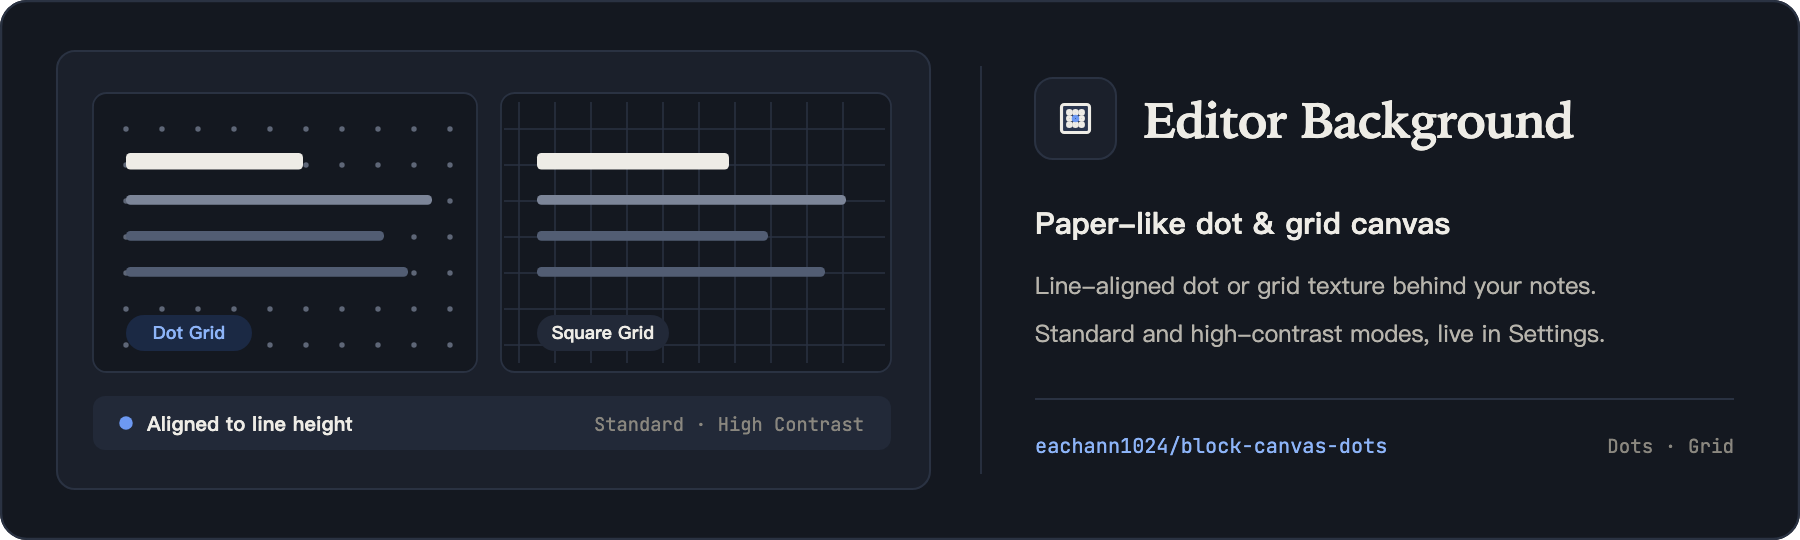 Dot Grid
Square Grid
Aligned to line height
Standard · High Contrast
Editor Background
Paper–like dot & grid canvas
Line–aligned dot or grid texture behind your notes.
Standard and high–contrast modes, live in Settings.
eachann1024/block-canvas-dots
Dots · Grid